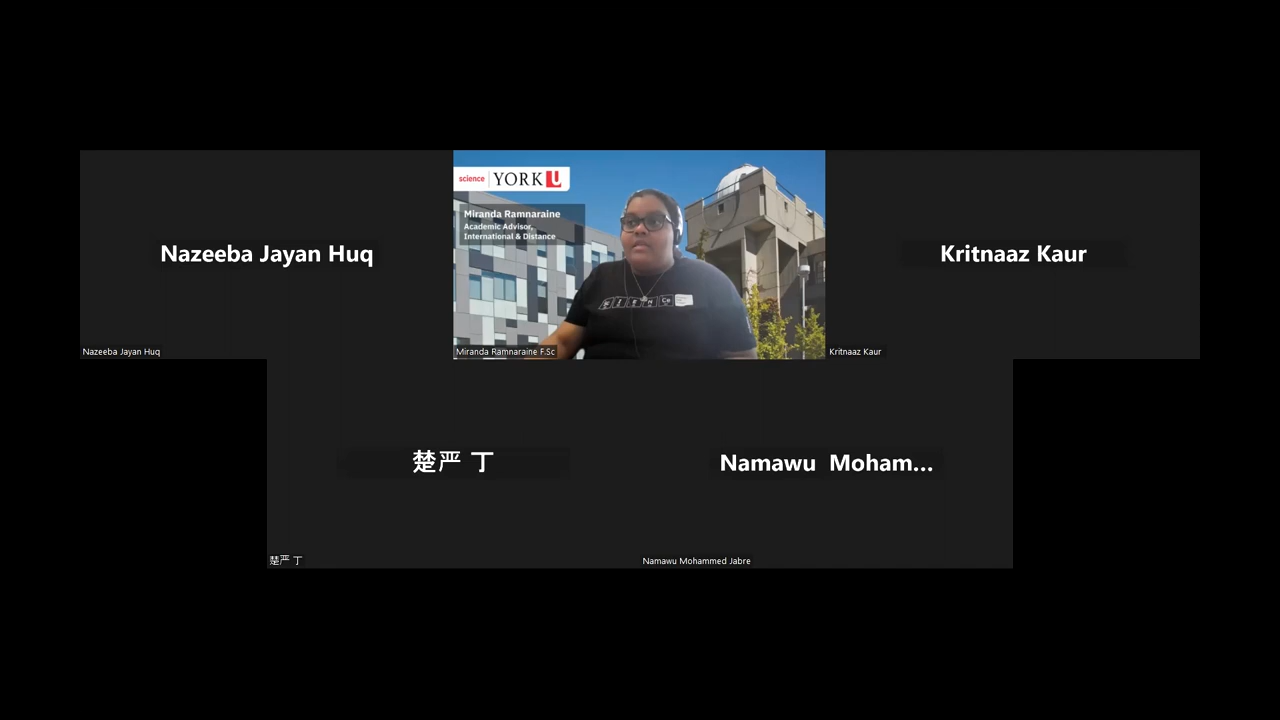 Nazeeba Jayan Huq
Nazeeba Jayan Huq
science YORK U
Miranda Ramnaraine
Academic Advisor,
International & Distance
Miranda Ramnaraine F.Sc
Kritnaaz Kaur
Kritnaaz Kaur
楚严 丁
楚严 丁
Namawu Moham...
Namawu Mohammed Jabre